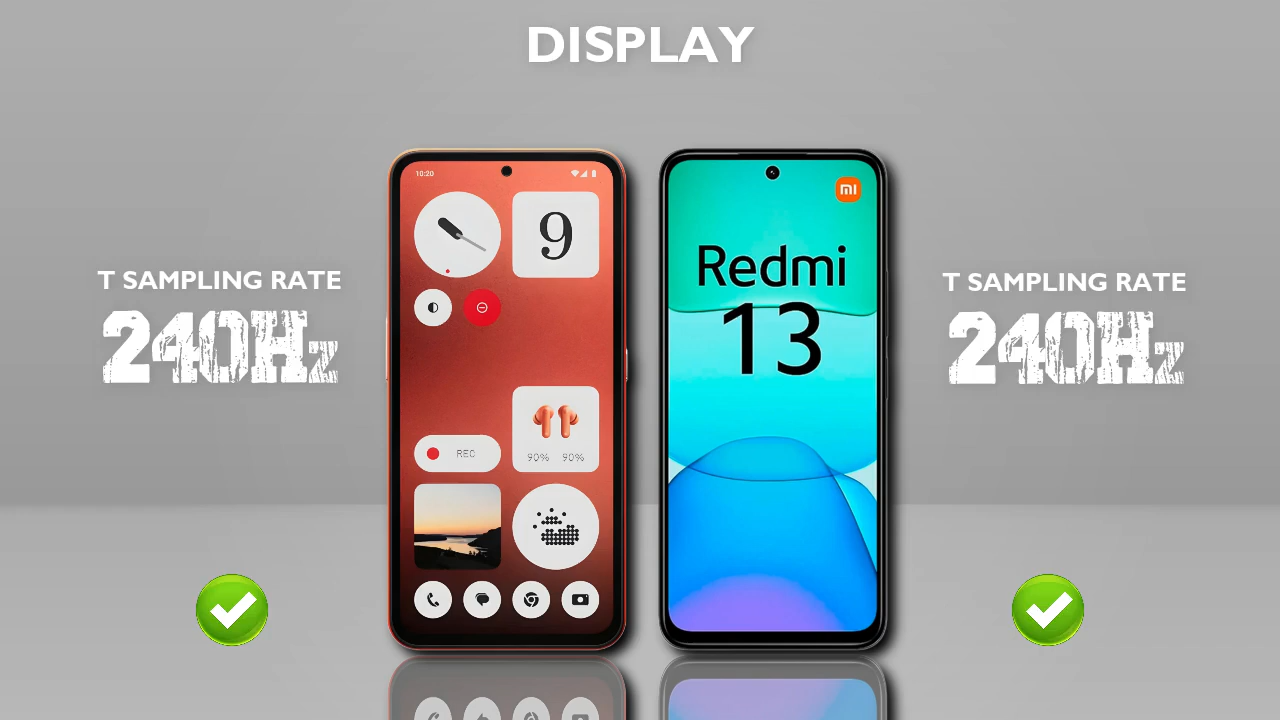 DISPLAY
10:20
9
REC
90% 90%
mi
Redmi
13
T SAMPLING RATE
240Hz
T SAMPLING RATE
240Hz